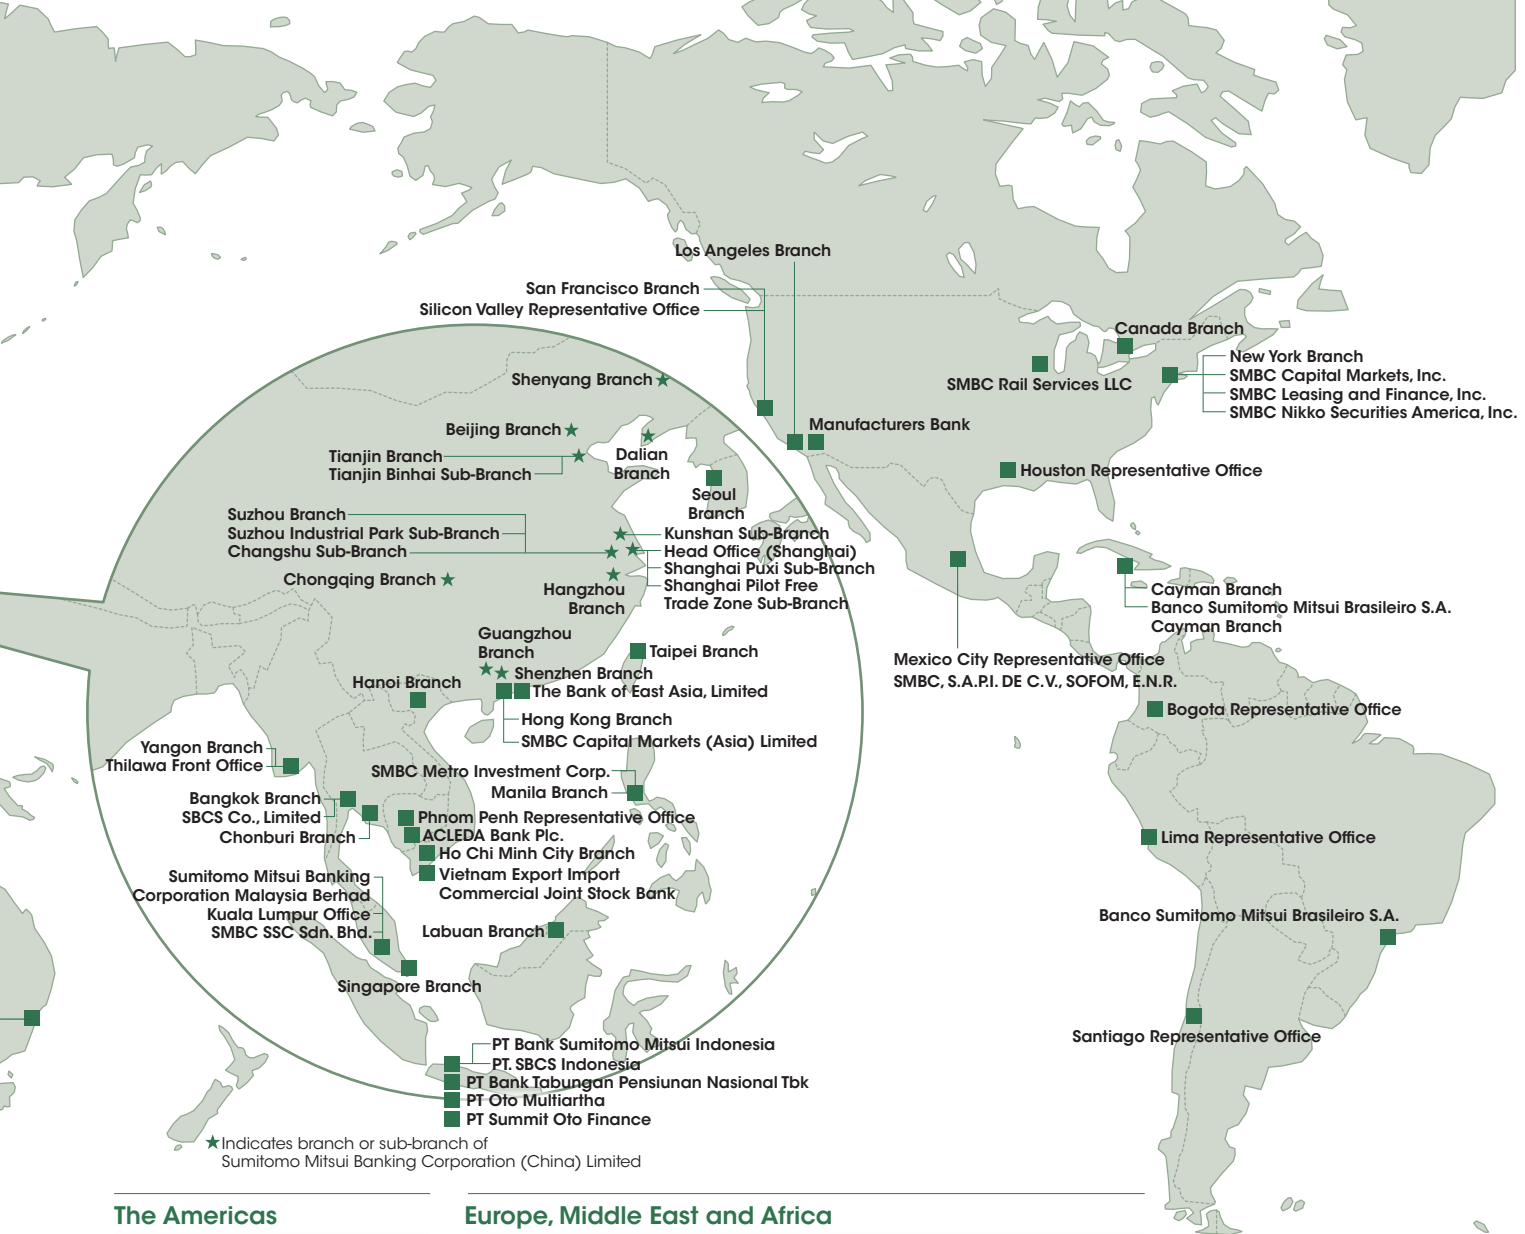 Los Angeles Branch
San Francisco Branch
Silicon Valley Representative Office
Canada Branch
New York Branch
SMBC Capital Markets, Inc.
SMBC Leasing and Finance, Inc.
SMBC Nikko Securities America, Inc.
SMBC Rail Services LLC
Manufacturers Bank
Houston Representative Office
Shenyang Branch
Beijing Branch
Tianjin Branch
Tianjin Binhai Sub-Branch
Dalian
Branch
Seoul
Branch
Suzhou Branch
Suzhou Industrial Park Sub-Branch
Changshu Sub-Branch
Chongqing Branch
Kunshan Sub-Branch
Head Office (Shanghai)
Shanghai Puxi Sub-Branch
Shanghai Pilot Free
Trade Zone Sub-Branch
Hangzhou
Branch
Guangzhou
Branch
Shenzhen Branch
Taipei Branch
The Bank of East Asia, Limited
Hong Kong Branch
SMBC Capital Markets (Asia) Limited
Hanoi Branch
Yangon Branch
Thilawa Front Office
SMBC Metro Investment Corp.
Manila Branch
Bangkok Branch
SBCS Co., Limited
Chonburi Branch
Phnom Penh Representative Office
ACLEDA Bank Plc.
Ho Chi Minh City Branch
Vietnam Export Import
Commercial Joint Stock Bank
Sumitomo Mitsui Banking
Corporation Malaysia Berhad
Kuala Lumpur Office
SMBC SSC Sdn. Bhd.
Labuan Branch
Singapore Branch
PT Bank Sumitomo Mitsui Indonesia
PT. SBCS Indonesia
PT Bank Tabungan Pensiunan Nasional Tbk
PT Oto Multiartha
PT Summit Oto Finance
Cayman Branch
Banco Sumitomo Mitsui Brasileiro S.A.
Cayman Branch
Mexico City Representative Office
SMBC, S.A.P.I. DE C.V., SOFOM, E.N.R.
Bogota Representative Office
Lima Representative Office
Banco Sumitomo Mitsui Brasileiro S.A.
Santiago Representative Office
★Indicates branch or sub-branch of
Sumitomo Mitsui Banking Corporation (China) Limited
The Americas
Europe, Middle East and Africa